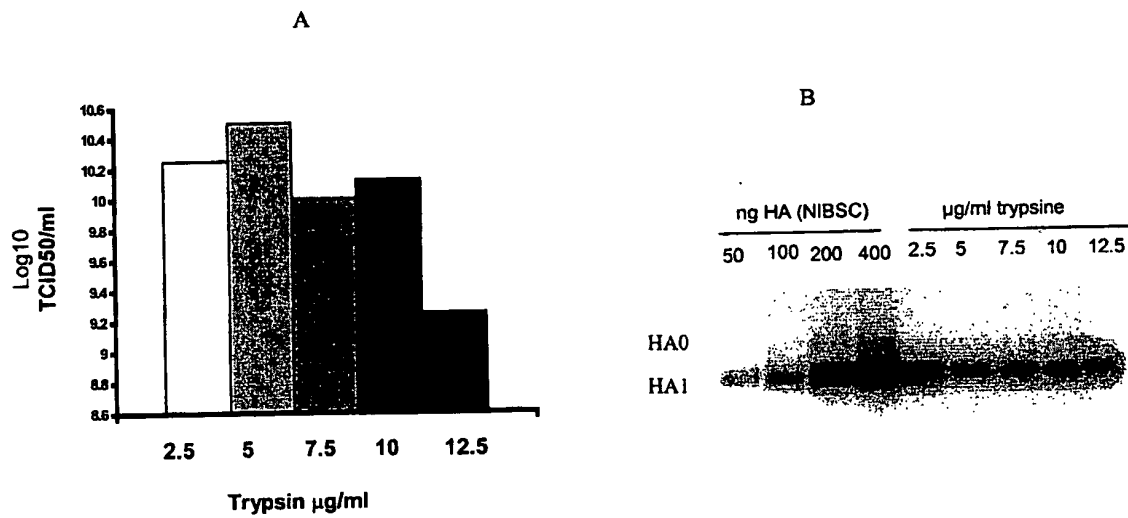 A
10.6
10.4
10.2
10
9.8
9.6
9.4
9.2
9
8.8
8.6
Log10
TCID50/ml
2.5 5 7.5 10 12.5
Trypsin µg/ml
B
ng HA (NIBSC) µg/ml trypsine
50 100 200 400 2.5 5 7.5 10 12.5
HA0
HA1